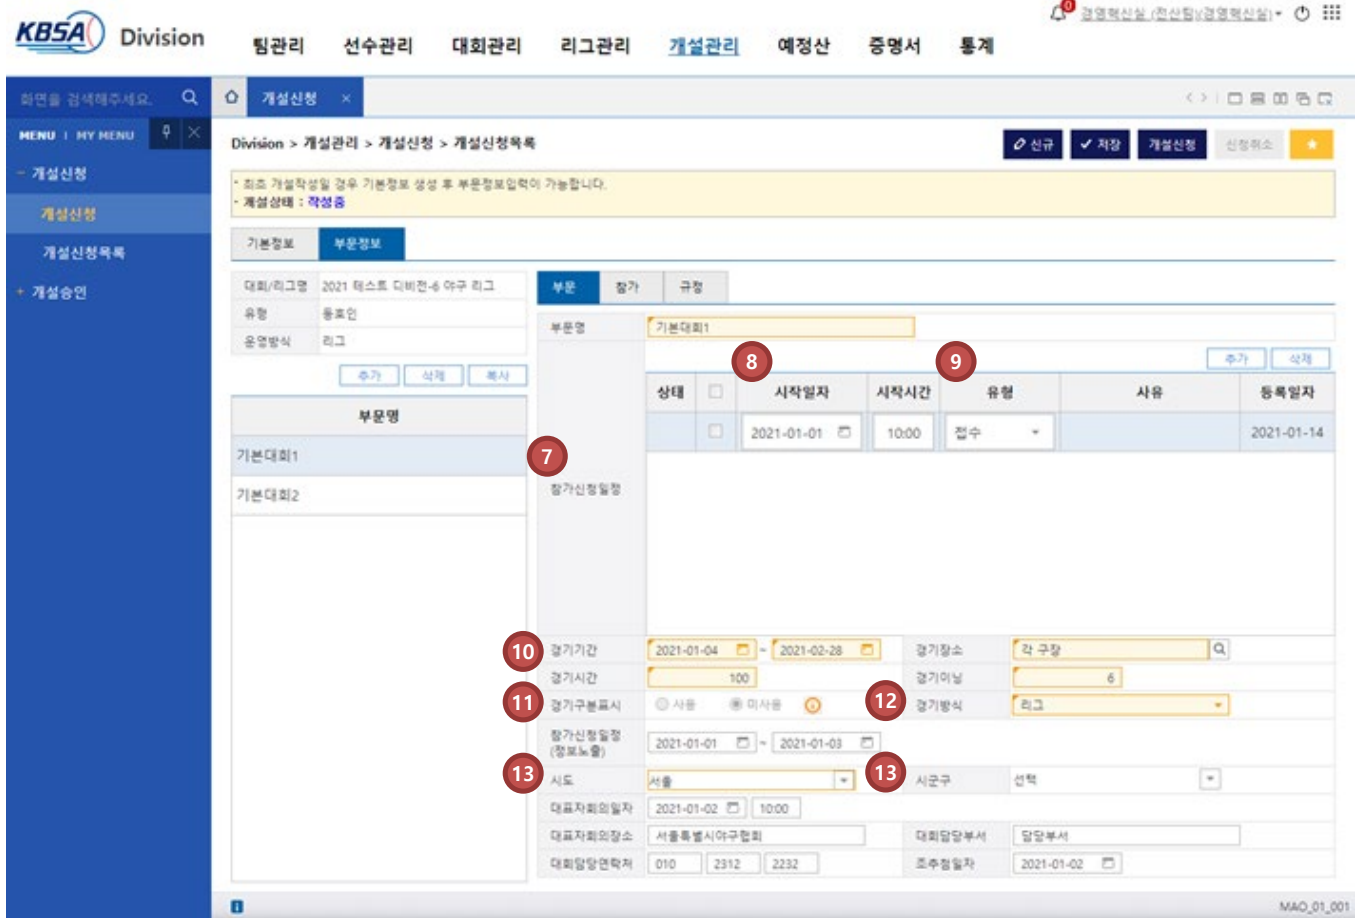 0 경영혁신실 (전산팀)(경영혁신실)
KBSA Division 팀관리 선수관리 대회관리 리그관리 개설관리 예정산 증명서 통계
화면을 검색해주세요. 개설신청 ×
MENU | MY MENU
Division > 개설관리 > 개설신청 > 개설신청목록 신규 저장 개설신청 신청취소
- 개설신청
개설신청
개설신청목록
+ 개설승인
- 최초 개설작성일 경우 기본정보 생성 후 부문정보입력이 가능합니다.
- 개설상태 : 작성중
기본정보 부문정보
대회/리그명 2021 테스트 디비전-6 야구 리그
유형 동호인
운영방식 리그
추가 삭제 복사
부문명
기본대회1
기본대회2
부문 참가 규정
부문명 기본대회1
추가 삭제
8 9
상태 시작일자 시작시간 유형 사유 등록일자
2021-01-01 10:00 접수 2021-01-14
7
참가신청일정
10 경기기간 2021-01-04 ~ 2021-02-28 경기장소 각 구장
경기시간 100 경기이닝 6
11 경기구분표시 사용 미사용 12 경기방식 리그
참가신청일정
(정보노출) 2021-01-01 ~ 2021-01-03
13 시도 서울 13 시군구 선택
대표자회의일자 2021-01-02 10:00
대표자회의장소 서울특별시야구협회 대회담당부서 담당부서
대회담당연락처 010 2312 2232 조추첨일자 2021-01-02
MAO_01_001